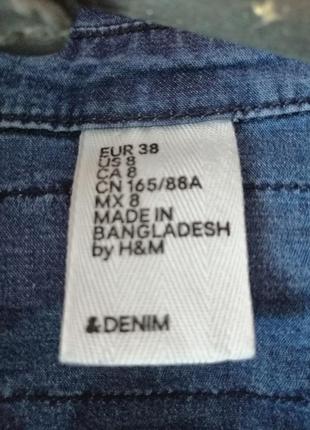 EUR 38
US 8
CA 8
CN 165/88A
MX 8
MADE IN
BANGLADESH
by H&M
&DENIM